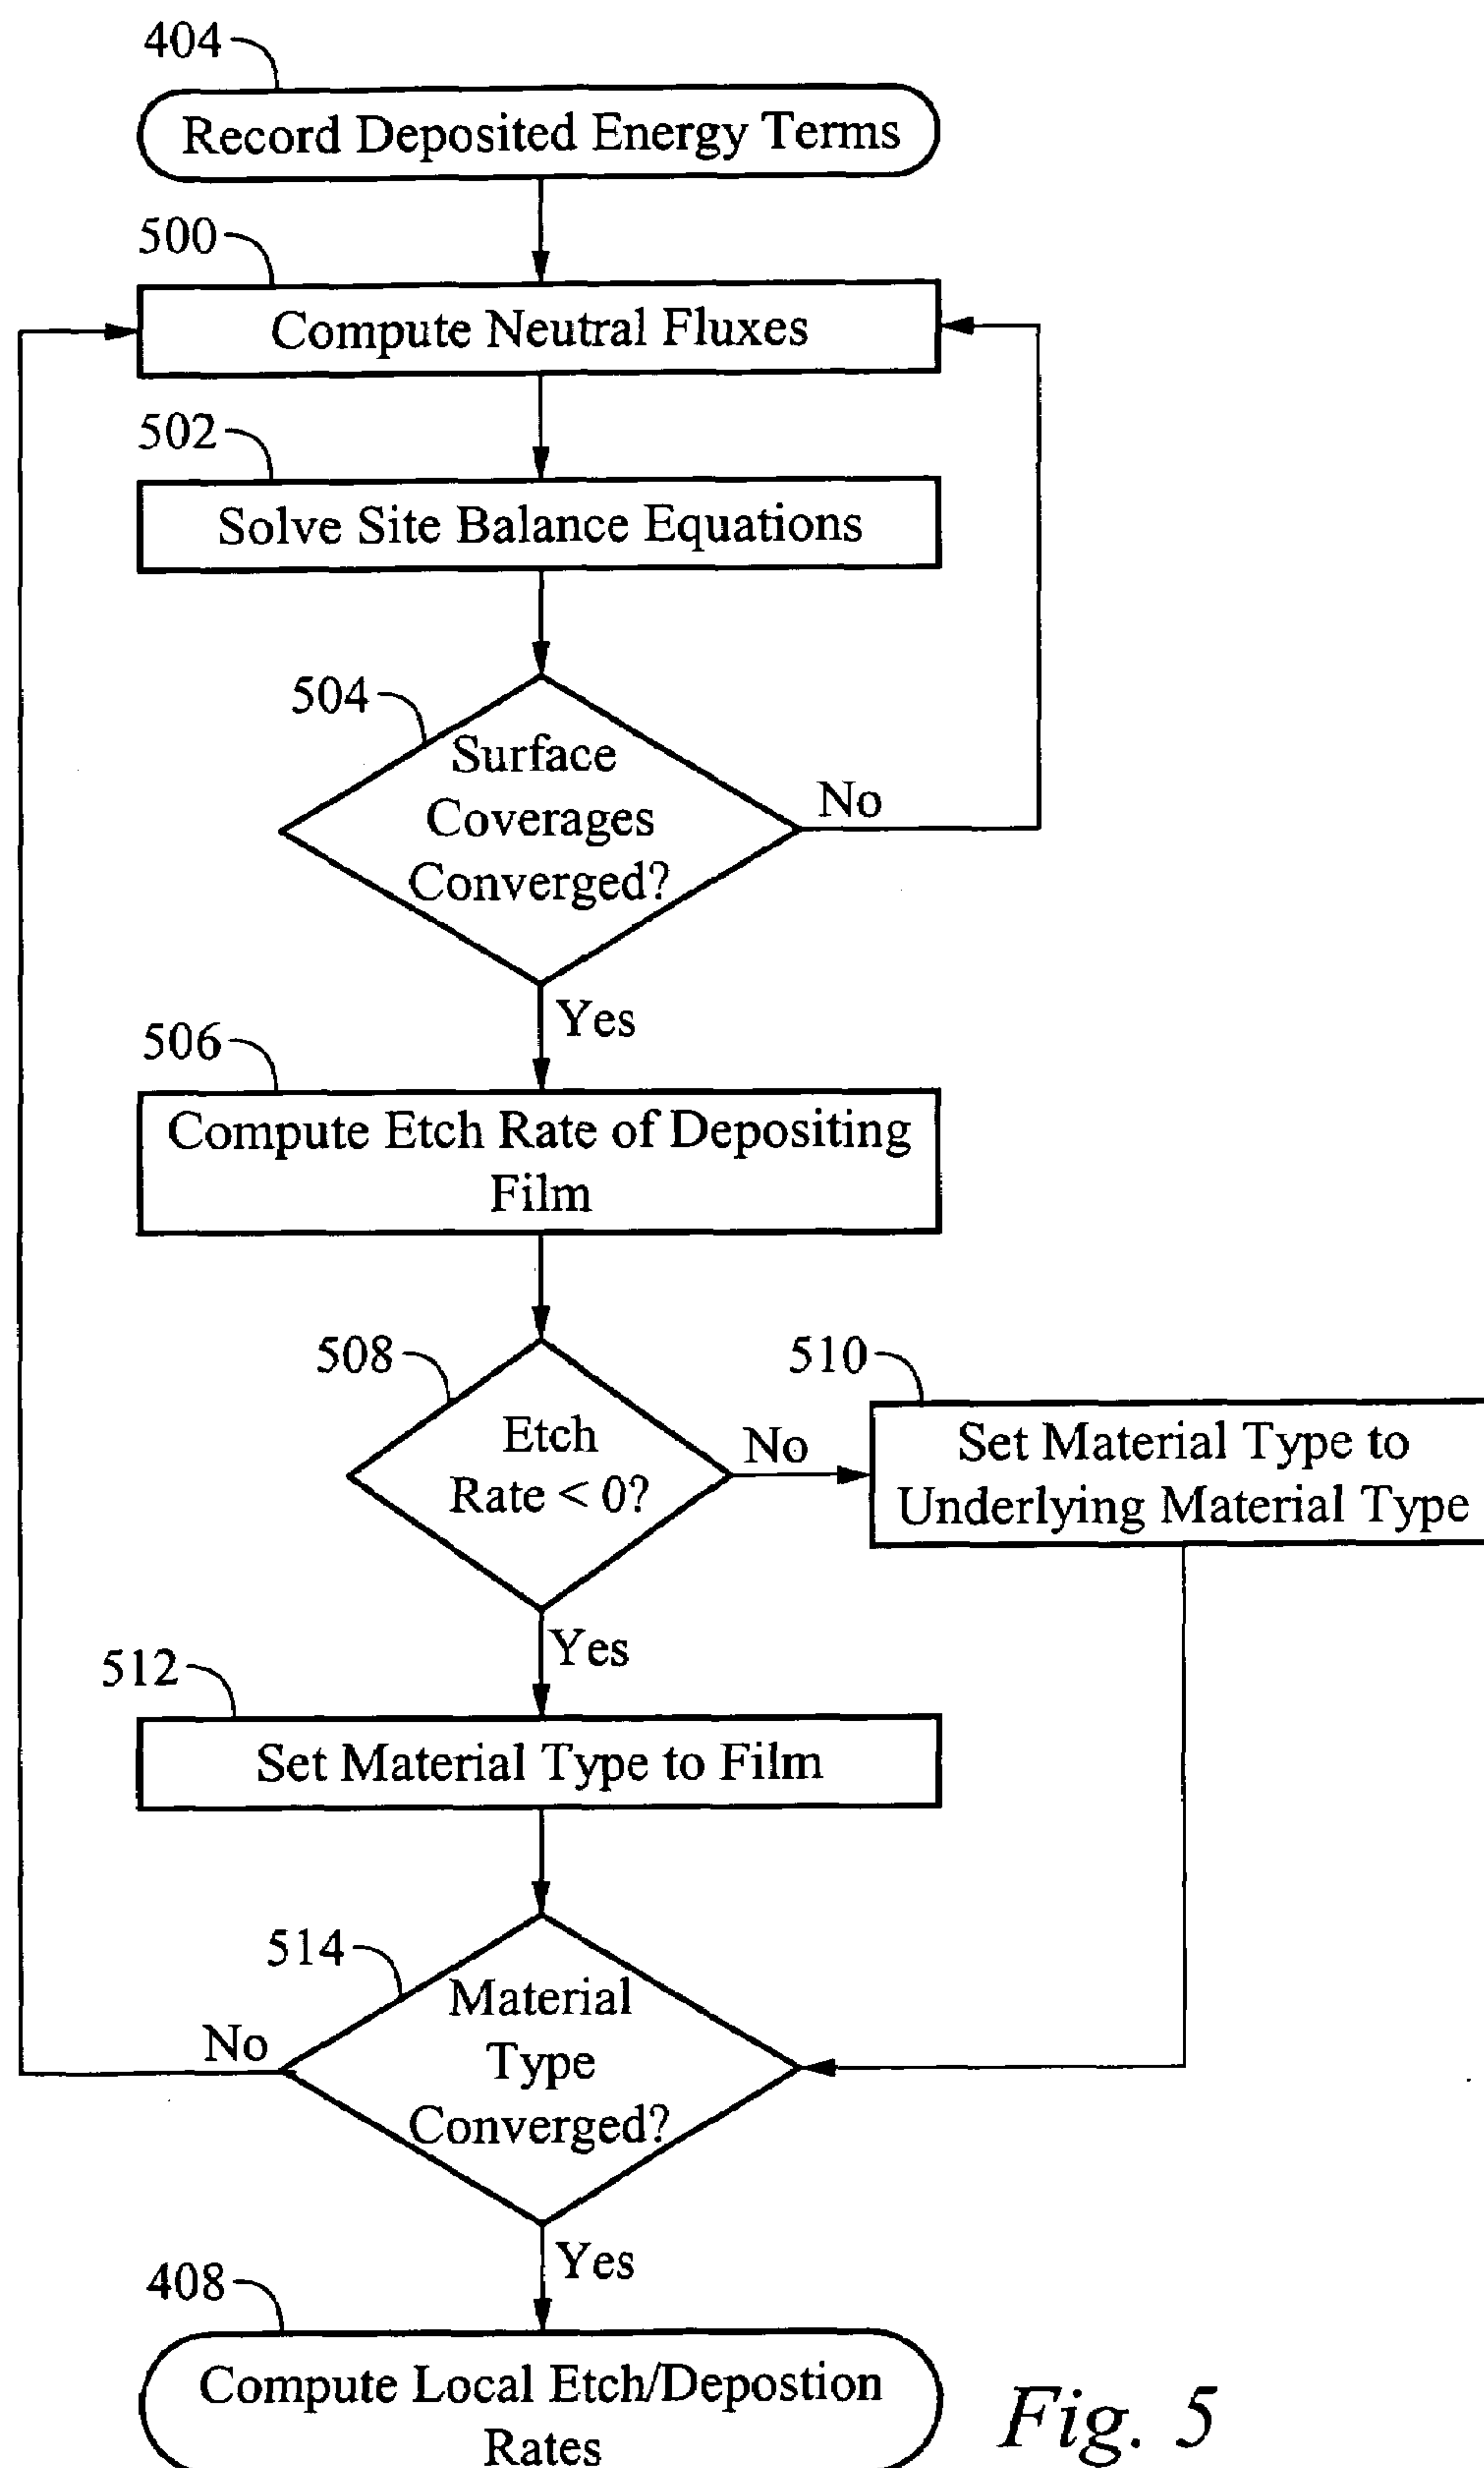 404
Record Deposited Energy Terms
500
Compute Neutral Fluxes
502
Solve Site Balance Equations
504
Surface
Coverages
Converged?
No
Yes
506
Compute Etch Rate of Depositing
Film
508
Etch
Rate < 0?
No
510
Set Material Type to
Underlying Material Type
Yes
512
Set Material Type to Film
514
Material
Type
Converged?
No
Yes
408
Compute Local Etch/Depostion
Rates
Fig. 5